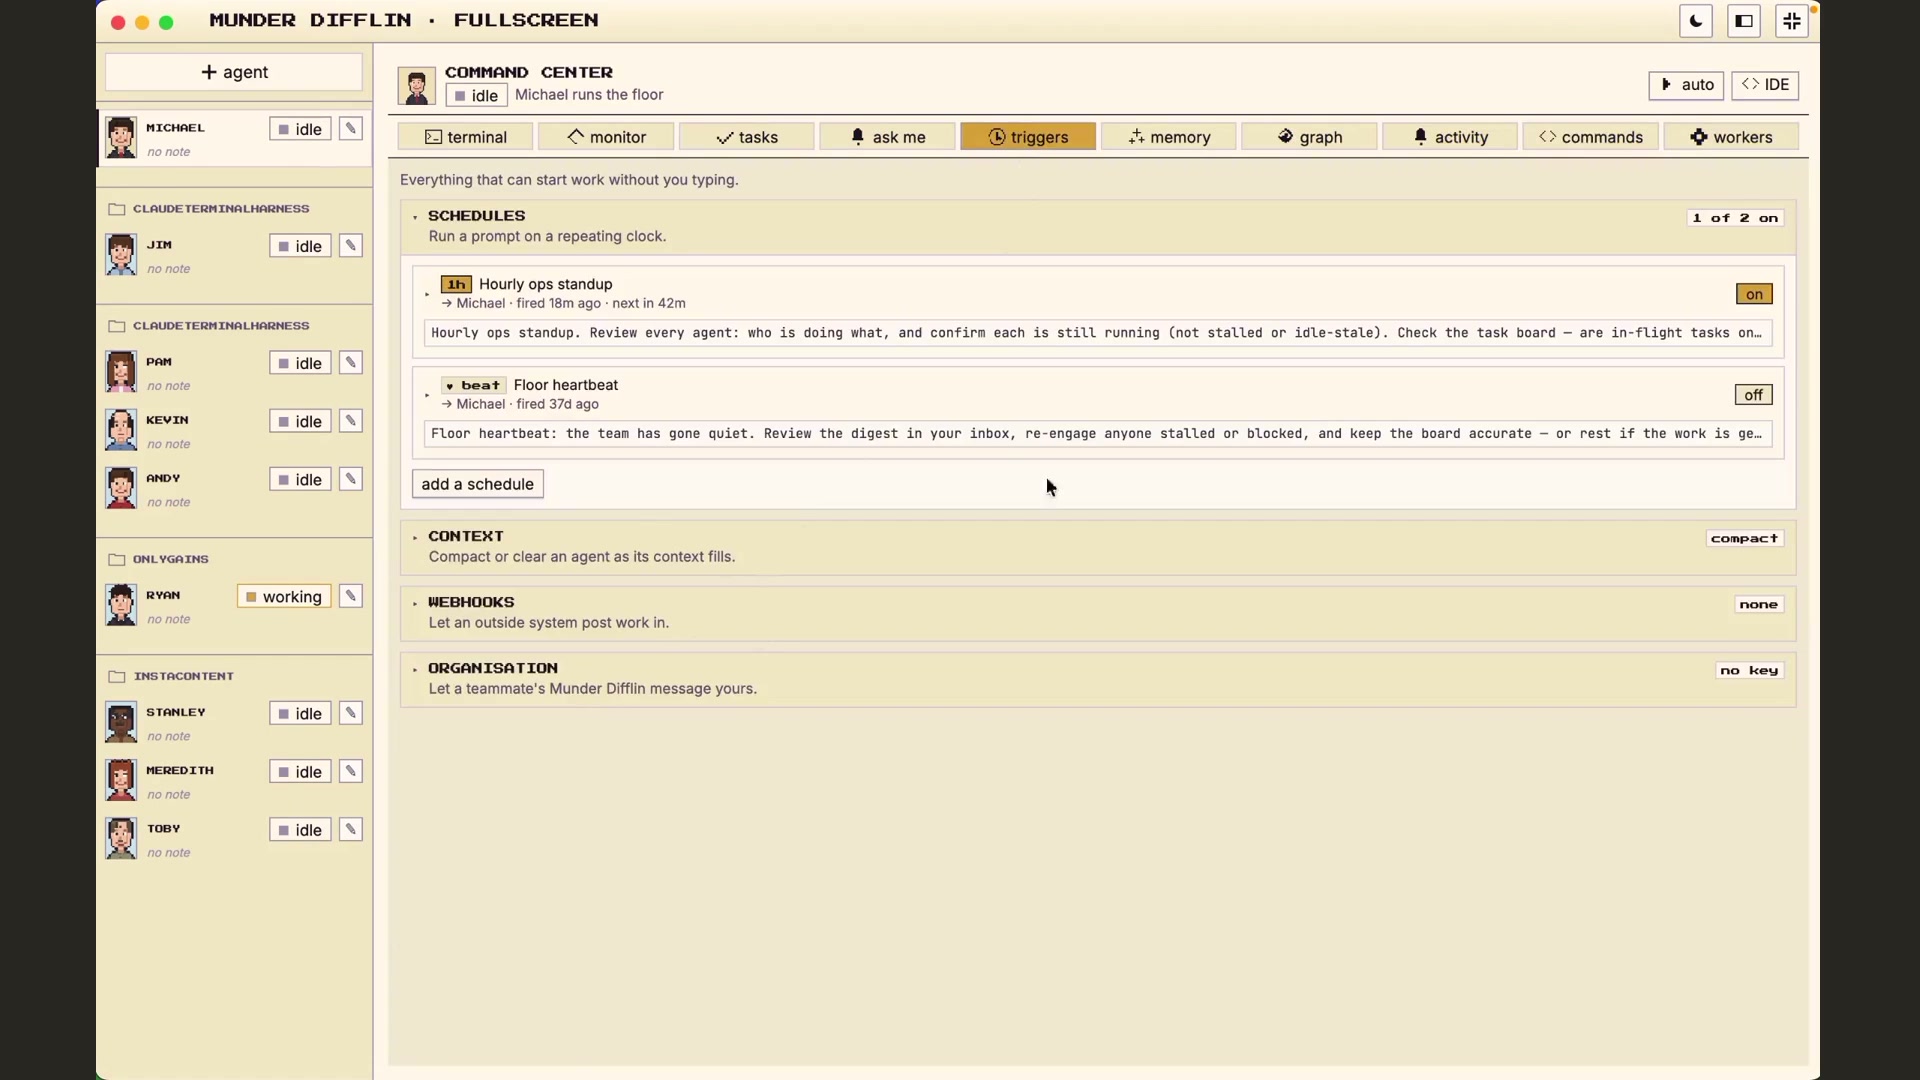 MUNDER DIFFLIN · FULLSCREEN
+ agent
MICHAEL
idle
no note
CLAUDETERMINALHARNESS
JIM
idle
no note
CLAUDETERMINALHARNESS
PAM
idle
no note
KEVIN
idle
no note
ANDY
idle
no note
ONLYGAINS
RYAN
working
no note
INSTACONTENT
STANLEY
idle
no note
MEREDITH
idle
no note
TOBY
idle
no note
COMMAND CENTER
idle Michael runs the floor
auto
<> IDE
terminal
monitor
tasks
ask me
triggers
memory
graph
activity
<> commands
workers
Everything that can start work without you typing.
SCHEDULES
1 of 2 on
Run a prompt on a repeating clock.
1h Hourly ops standup
→ Michael · fired 18m ago · next in 42m
on
Hourly ops standup. Review every agent: who is doing what, and confirm each is still running (not stalled or idle-stale). Check the task board — are in-flight tasks on…
♥ beat Floor heartbeat
→ Michael · fired 37d ago
off
Floor heartbeat: the team has gone quiet. Review the digest in your inbox, re-engage anyone stalled or blocked, and keep the board accurate — or rest if the work is ge…
add a schedule
CONTEXT
compact
Compact or clear an agent as its context fills.
WEBHOOKS
none
Let an outside system post work in.
ORGANISATION
no key
Let a teammate's Munder Difflin message yours.